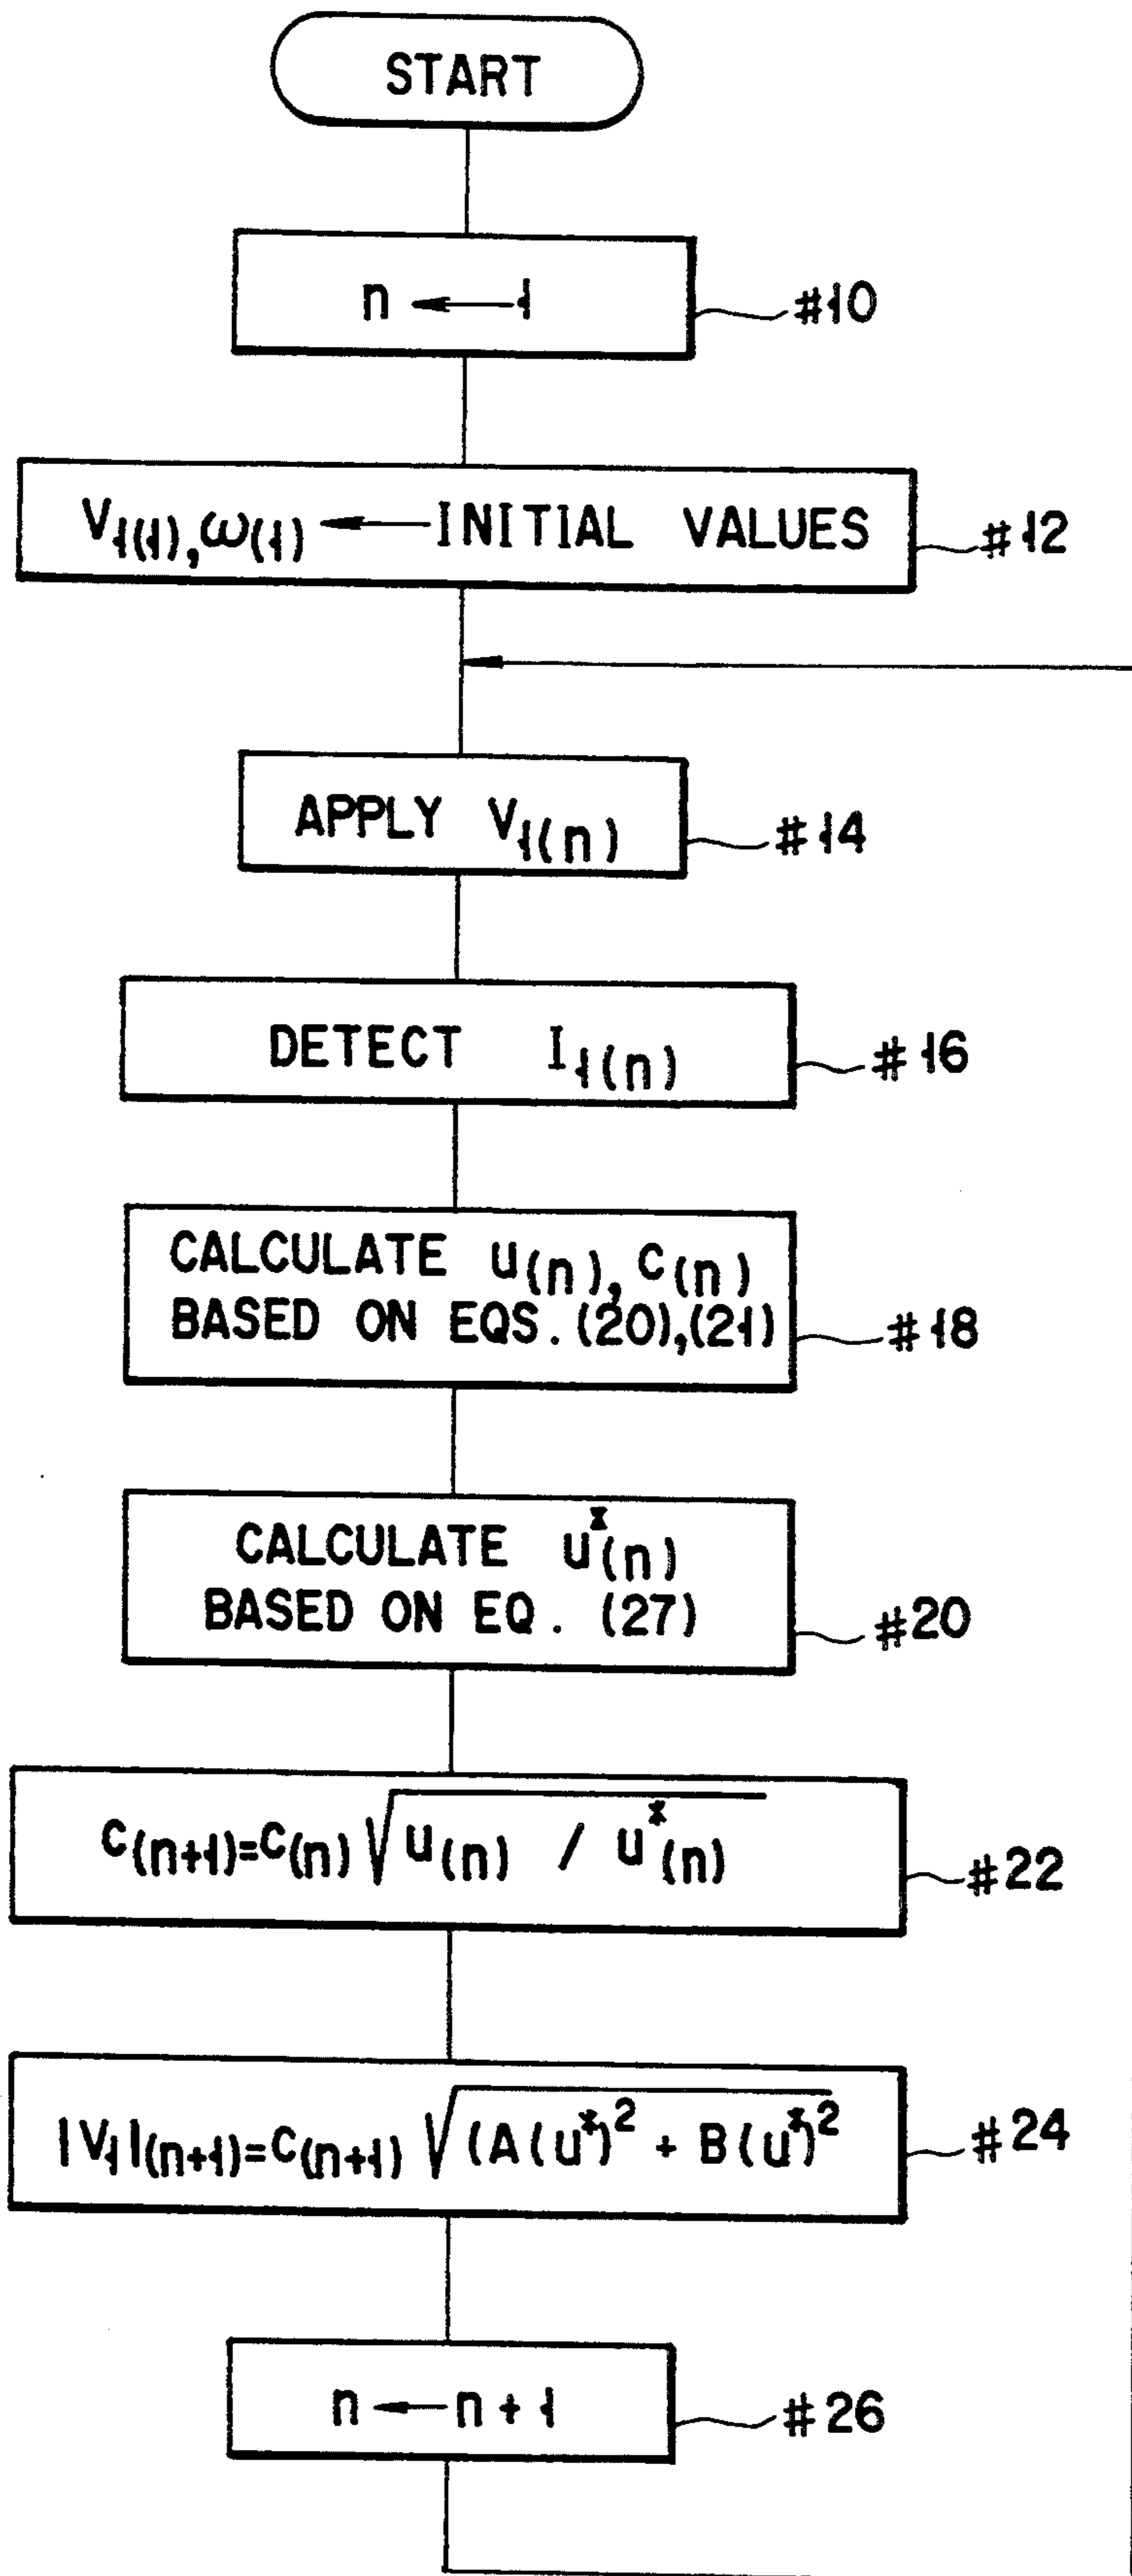 START
n ← 1
#10
V1(1), ω(1) ← INITIAL VALUES
#12
APPLY V1(n)
#14
DETECT I1(n)
#16
CALCULATE u(n), c(n)
BASED ON EQS. (20),(21)
#18
CALCULATE u*(n)
BASED ON EQ. (27)
#20
c(n+1)=c(n)√u(n) / u*(n)
#22
|V1|(n+1)=c(n+1)√(A(u*)2 + B(u*)2
#24
n ← n+1
#26